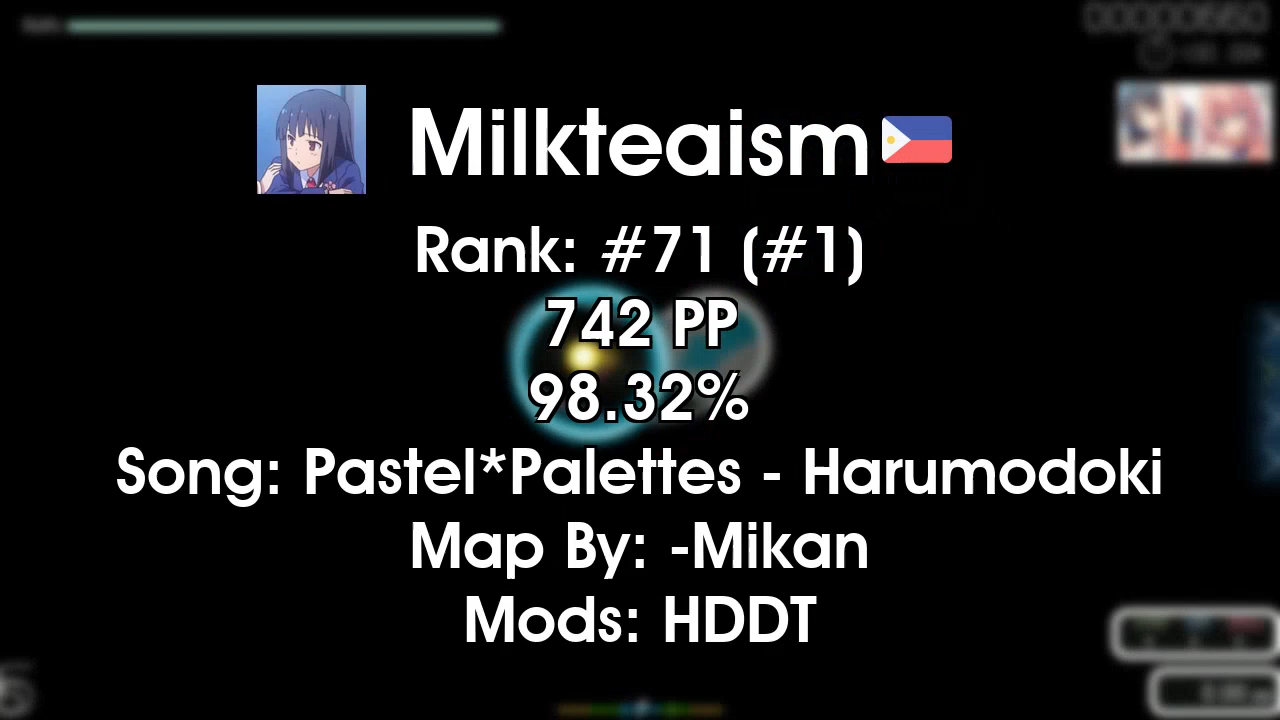 Milkteaism
Rank: #71 (#1)
742 PP
98.32%
Song: Pastel*Palettes - Harumodoki
Map By: -Mikan
Mods: HDDT